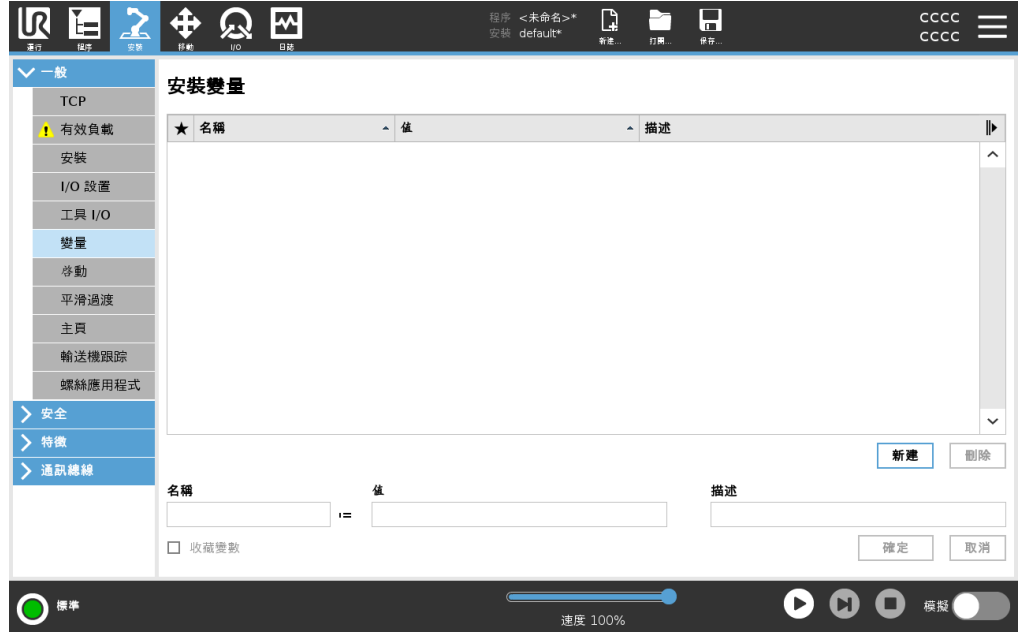 UR
運行
程序
安裝
移動
I/O
日誌
程序 <未命名>*
安裝 default*
新建...
打開...
保存...
CCCC
CCCC
一般
TCP
有效負載
安裝
I/O 設置
工具 I/O
變量
啓動
平滑過渡
主頁
輸送機跟踪
螺絲應用程式
安全
特徵
通訊總線
安裝變量
★ 名稱 值 描述
新建
刪除
名稱 值 描述
:=
收藏變數
確定
取消
標準
速度 100%
模擬